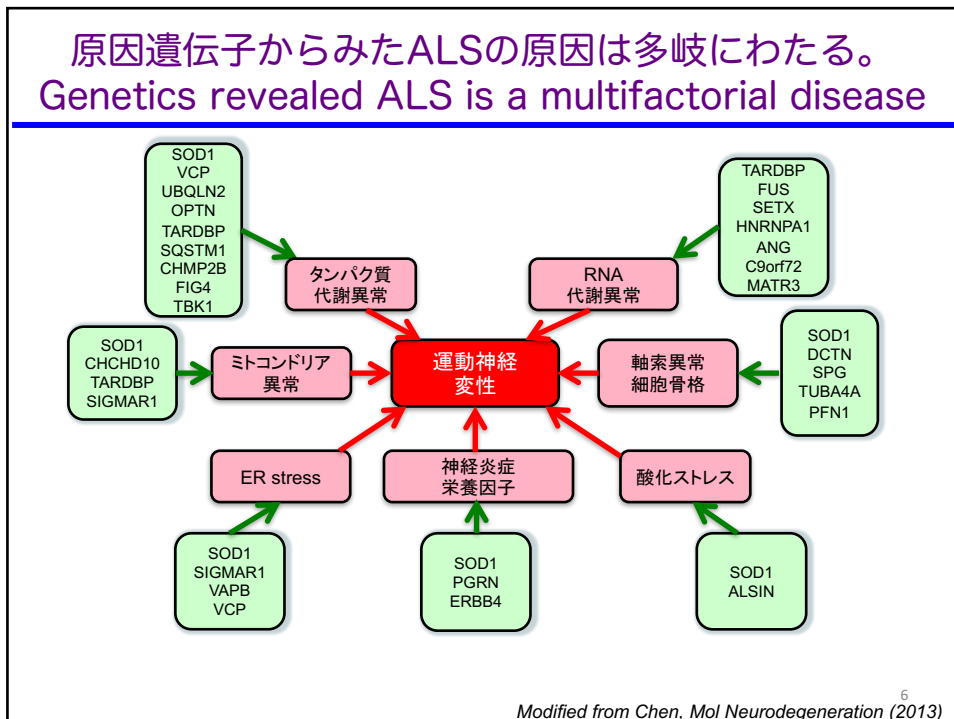 原因遺伝子からみたALSの原因は多岐にわたる。
Genetics revealed ALS is a multifactorial disease
SOD1
VCP
UBQLN2
OPTN
TARDBP
SQSTM1
CHMP2B
FIG4
TBK1
タンパク質
代謝異常
RNA
代謝異常
TARDBP
FUS
SETX
HNRNPA1
ANG
C9orf72
MATR3
SOD1
CHCHD10
TARDBP
SIGMAR1
ミトコンドリア
異常
運動神経
変性
軸索異常
細胞骨格
SOD1
DCTN
SPG
TUBA4A
PFN1
ER stress
神経炎症
栄養因子
酸化ストレス
SOD1
SIGMAR1
VAPB
VCP
SOD1
PGRN
ERBB4
SOD1
ALSIN
6
Modified from Chen, Mol Neurodegeneration (2013)